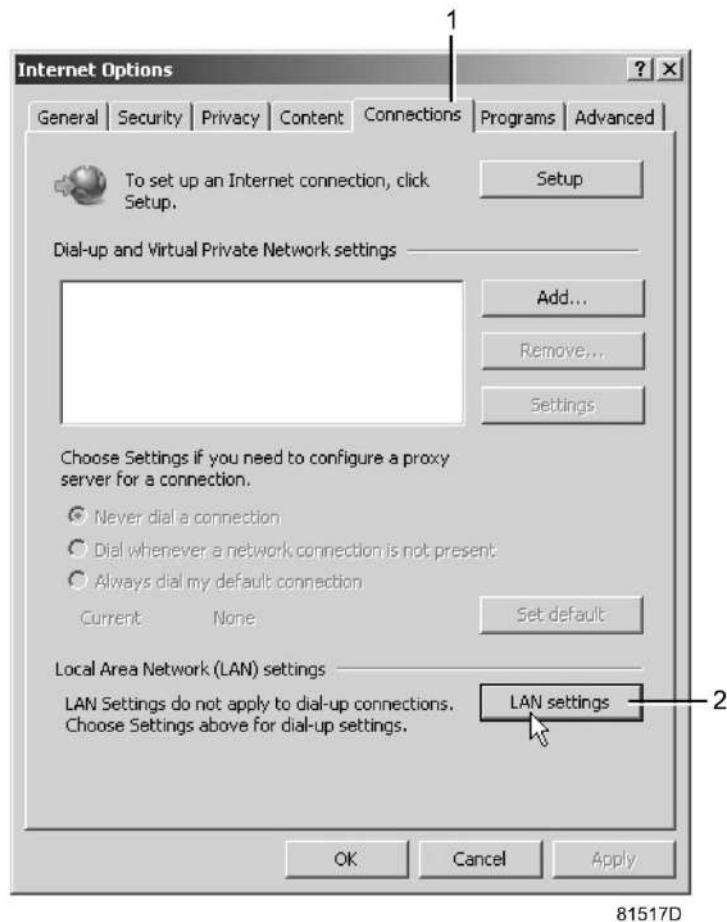 1
Internet Options
General Security Privacy Content Connections Programs Advanced
To set up an Internet connection, click
Setup.
Setup
Dial-up and Virtual Private Network settings
Add...
Remove...
Settings
Choose Settings if you need to configure a proxy
server for a connection.
Never dial a connection
Dial whenever a network connection is not present
Always dial my default connection
Current None
Set default
Local Area Network (LAN) settings
LAN Settings do not apply to dial-up connections.
Choose Settings above for dial-up settings.
LAN settings
2
OK Cancel Apply
81517D